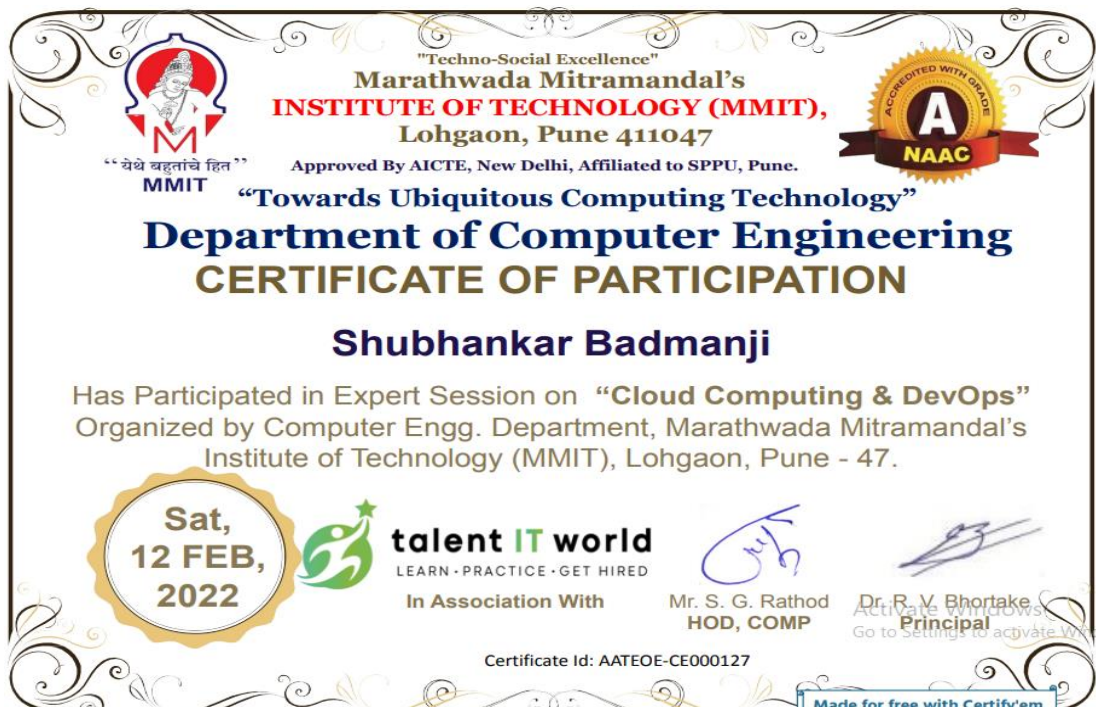 "Techno-Social Excellence"
Marathwada Mitramandal's
INSTITUTE OF TECHNOLOGY (MMIT),
Lohgaon, Pune 411047
Approved By AICTE, New Delhi, Affiliated to SPPU, Pune.
ACCREDITED WITH GRADE
A
NAAC
M
“येथे बहुतांचे हित”
MMIT
“Towards Ubiquitous Computing Technology”
Department of Computer Engineering
CERTIFICATE OF PARTICIPATION
Shubhankar Badmanji
Has Participated in Expert Session on “Cloud Computing & DevOps”
Organized by Computer Engg. Department, Marathwada Mitramandal's
Institute of Technology (MMIT), Lohgaon, Pune - 47.
Sat,
12 FEB,
2022
talent IT world
LEARN · PRACTICE · GET HIRED
In Association With
Mr. S. G. Rathod
HOD, COMP
Dr. R. V. Bhortake
Principal
Activate Windows
Go to Settings to activate Win
Certificate Id: AATEOE-CE000127
Made for free with Certify'em